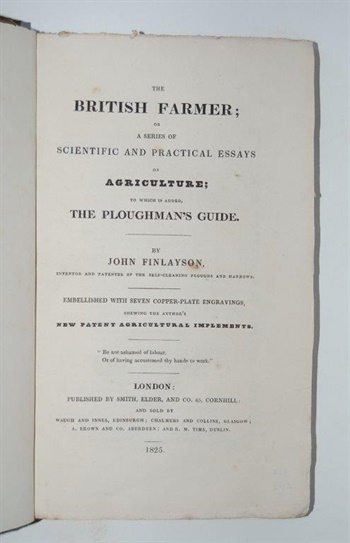 THE
BRITISH FARMER;
OR
A SERIES OF
SCIENTIFIC AND PRACTICAL ESSAYS
ON
AGRICULTURE;
TO WHICH IS ADDED,
THE PLOUGHMAN'S GUIDE.
BY
JOHN FINLAYSON,
INVENTOR AND PATENTEE OF THE SELF-CLEANING PLOUGHS AND HARROWS.
EMBELLISHED WITH SEVEN COPPER-PLATE ENGRAVINGS,
SHEWING THE AUTHOR'S
NEW PATENT AGRICULTURAL IMPLEMENTS.
"Be not ashamed of labour,
Or of having accustomed thy hands to work."
LONDON:
PUBLISHED BY SMITH, ELDER, AND CO. 65, CORNHILL:
AND SOLD BY
WAUGH AND INNES, EDINBURGH; CHALMERS AND COLLINS, GLASGOW;
A. BROWN AND CO. ABERDEEN; AND R. M. TIMS, DUBLIN.
1825.